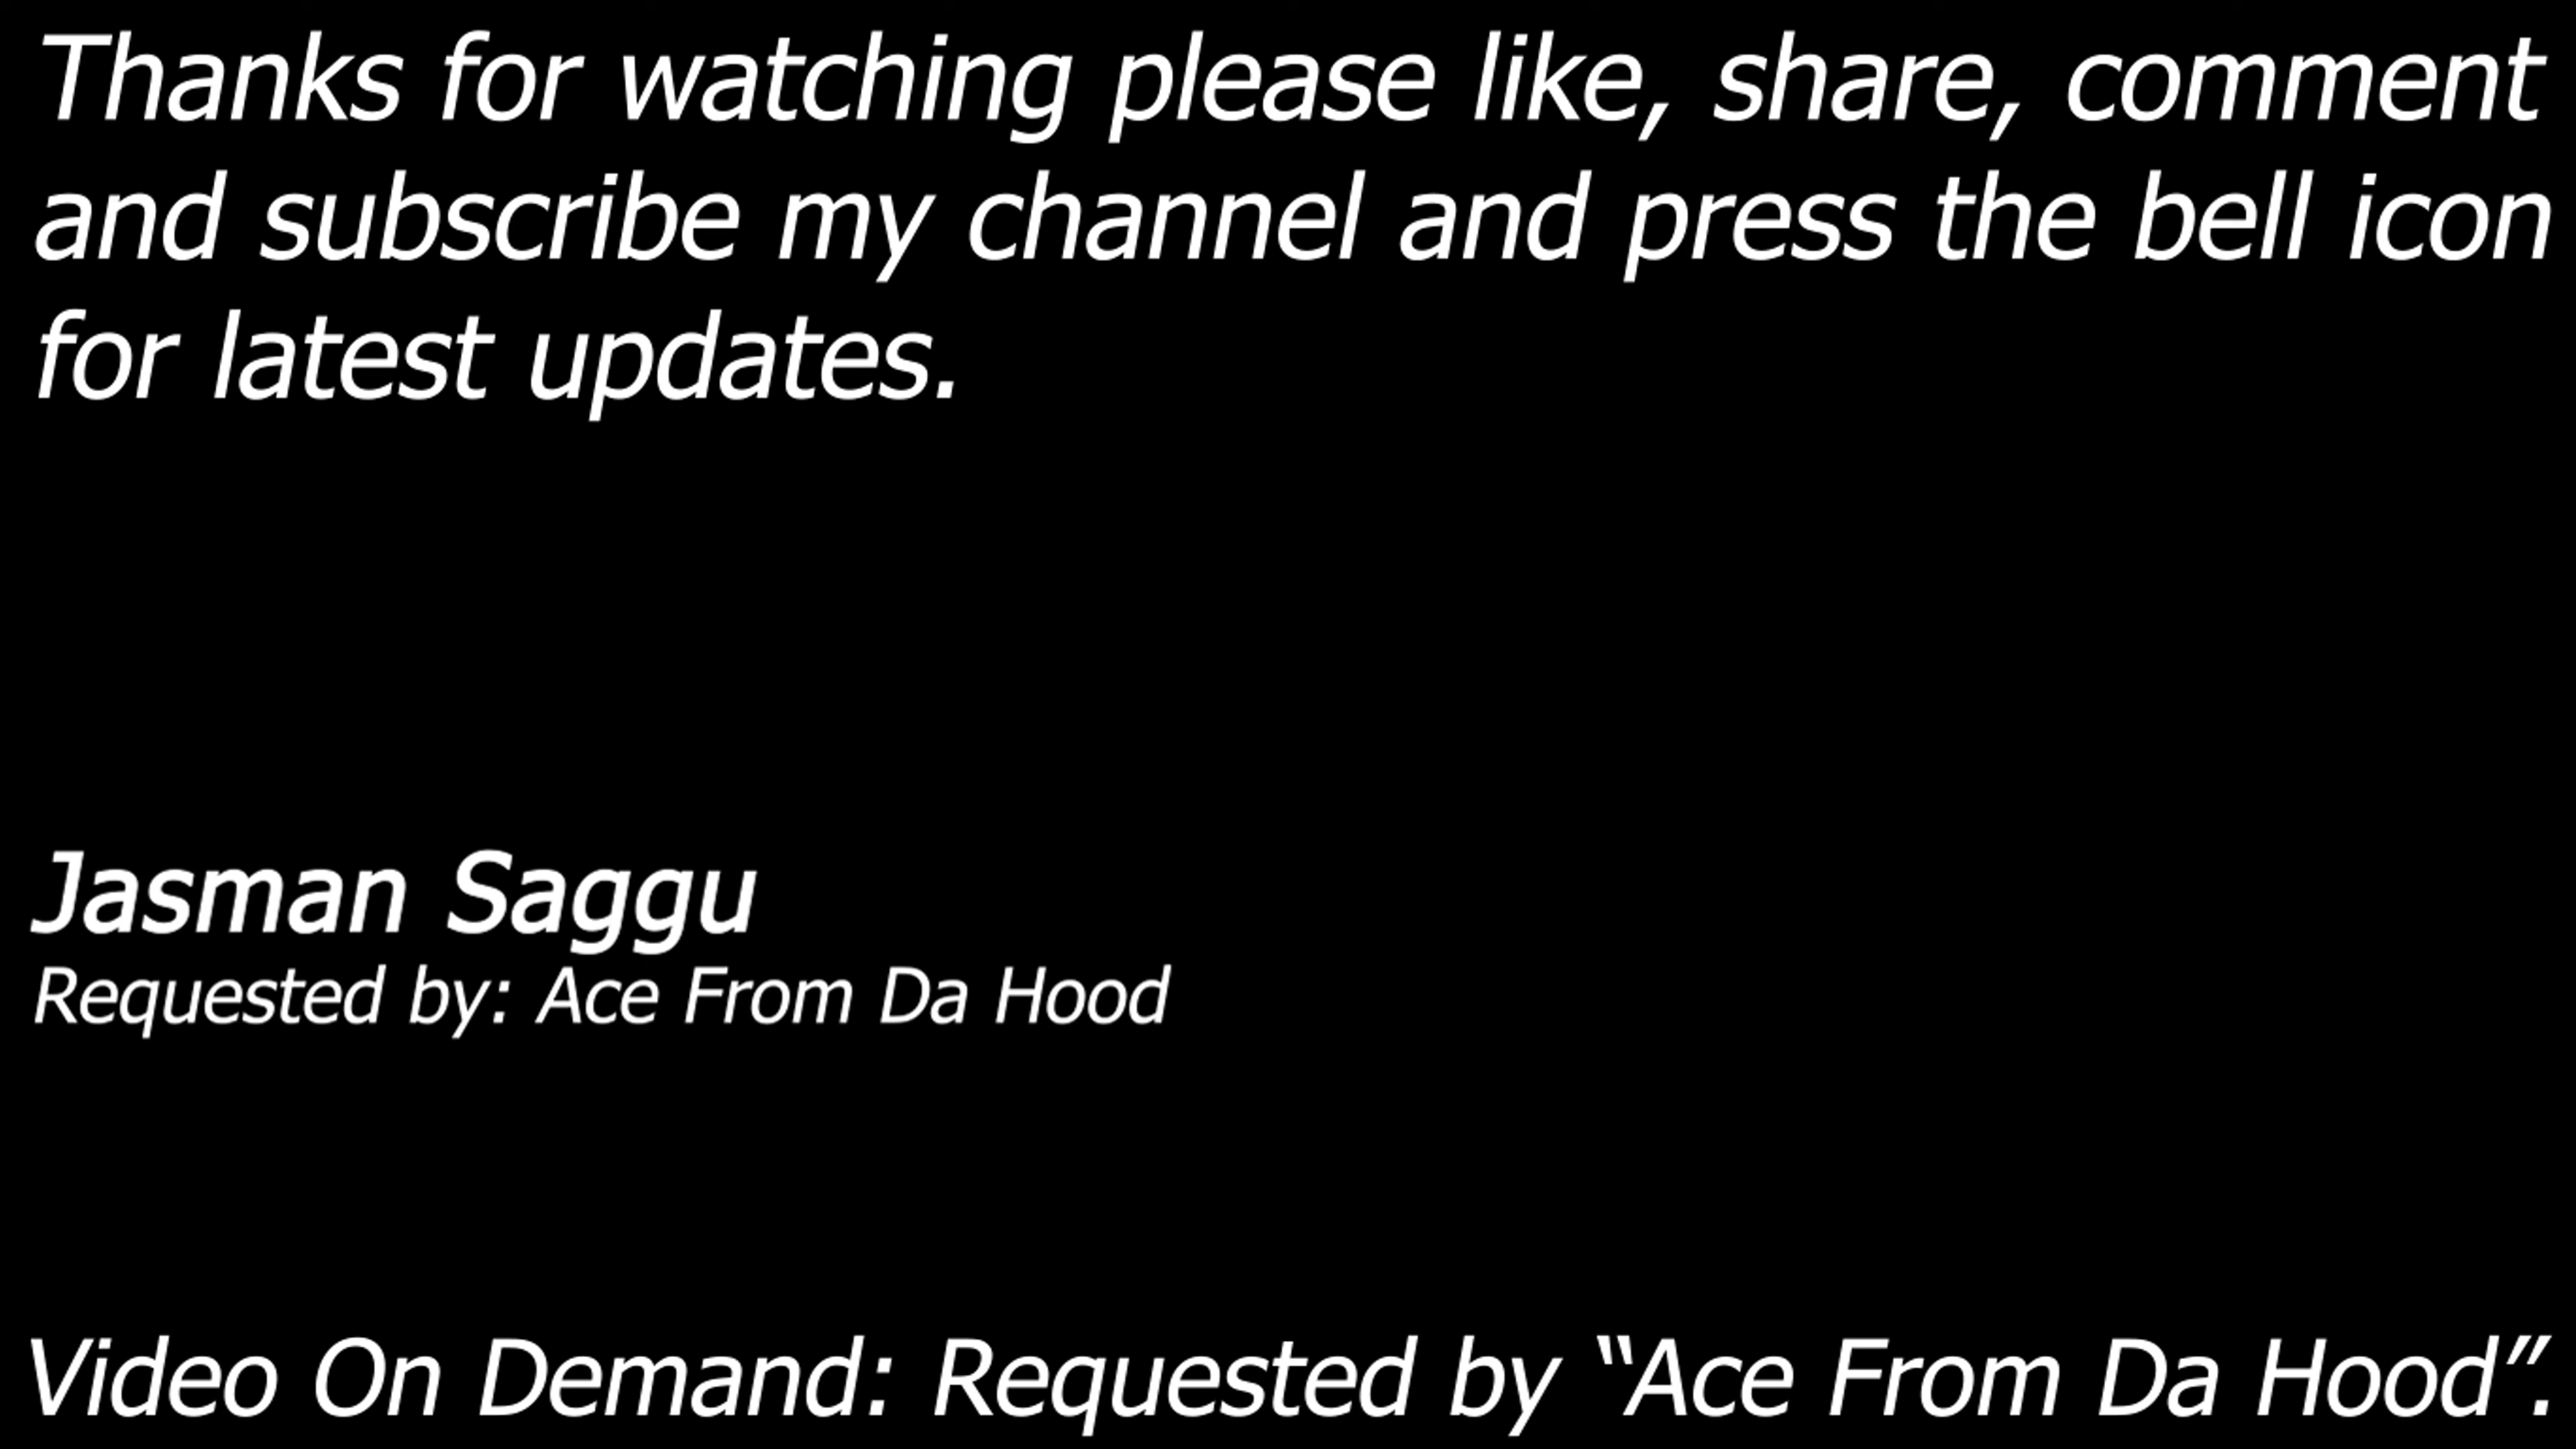 Thanks for watching please like, share, comment
and subscribe my channel and press the bell icon
for latest updates.
Jasman Saggu
Requested by: Ace From Da Hood
Video On Demand: Requested by “Ace From Da Hood”.